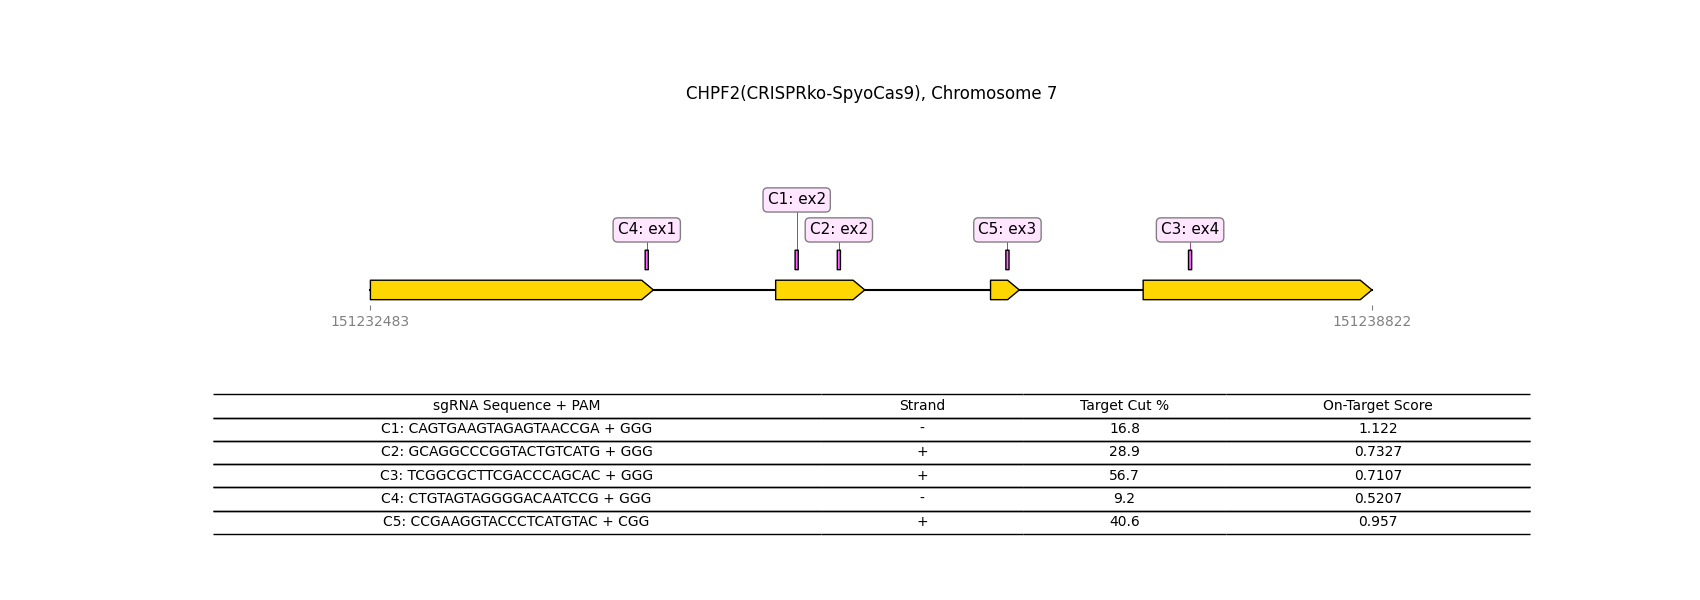 CHPF2(CRISPRko-SpyoCas9), Chromosome 7
C1: ex2
C4: ex1
C2: ex2
C5: ex3
C3: ex4
151232483
151238822
sgRNA Sequence + PAM Strand Target Cut % On-Target Score
C1: CAGTGAAGTAGAGTAACCGA + GGG - 16.8 1.122
C2: GCAGGCCCGGTACTGTCATG + GGG + 28.9 0.7327
C3: TCGGCGCTTCGACCCAGCAC + GGG + 56.7 0.7107
C4: CTGTAGTAGGGGACAATCCG + GGG - 9.2 0.5207
C5: CCGAAGGTACCCTCATGTAC + CGG + 40.6 0.957